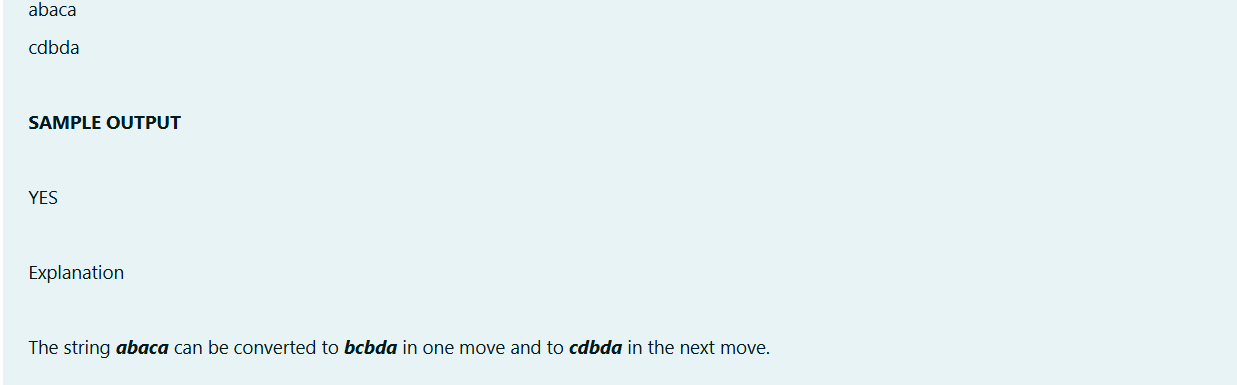 abaca
cdbda
SAMPLE OUTPUT
YES
Explanation
The string abaca can be converted to bcbda in one move and to cdbda in the next move.